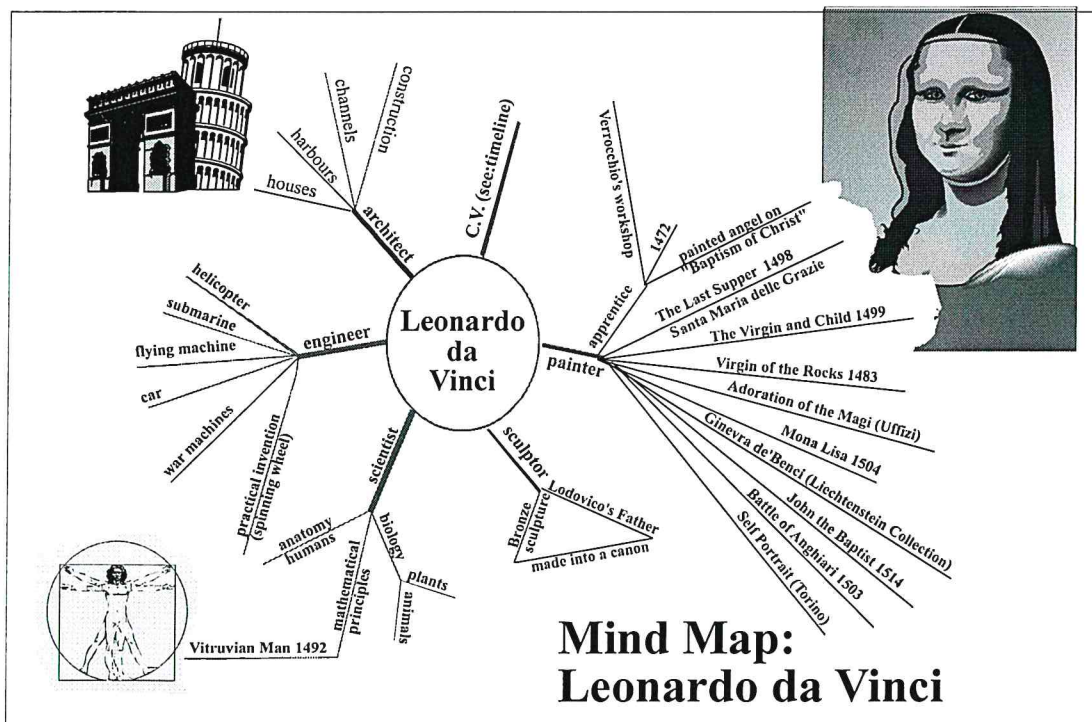 construction
channels
harbours
houses
architect
C.V. (see:timeline)
Verrocchio's workshop
1472
painted angel on
"Baptism of Christ"
apprentice
The Last Supper 1498
Santa Maria delle Grazie
The Virgin and Child 1499
painter
Virgin of the Rocks 1483
Adoration of the Magi (Uffizi)
Mona Lisa 1504
Ginevra de'Benci (Liechtenstein Collection)
John the Baptist 1514
Battle of Anghiari 1503
Self Portrait (Torino)
Leonardo
da
Vinci
helicopter
submarine
flying machine
engineer
car
war machines
practical invention
(spinning wheel)
scientist
anatomy
humans
biology
plants
animals
mathematical
principles
Vitruvian Man 1492
sculptor
Bronze
sculpture
Lodovico's Father
made into a canon
Mind Map:
Leonardo da Vinci